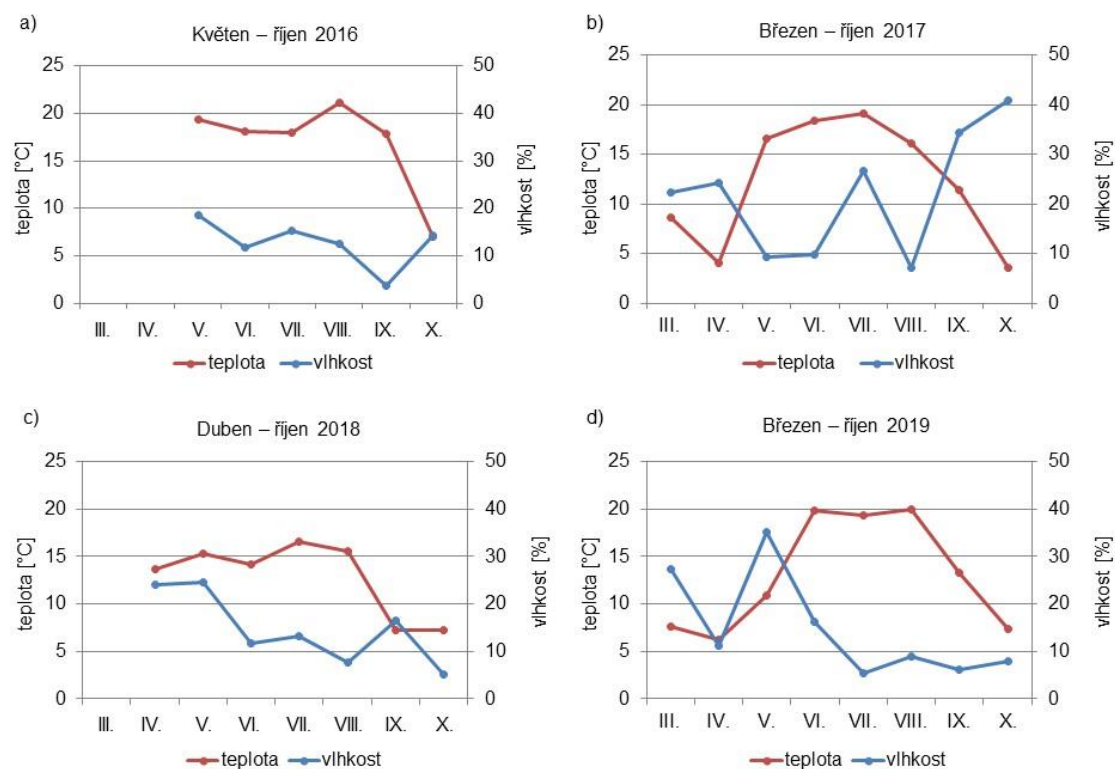 a)
Květen – říjen 2016
25
20
15
10
5
0
teplota [°C]
50
40
30
20
10
0
vlhkost [%]
III. IV. V. VI. VII. VIII. IX. X.
teplota vlhkost
b)
Březen – říjen 2017
25
20
15
10
5
0
teplota [°C]
50
40
30
20
10
0
vlhkost [%]
III. IV. V. VI. VII. VIII. IX. X.
teplota vlhkost
c)
Duben – říjen 2018
25
20
15
10
5
0
teplota [°C]
50
40
30
20
10
0
vlhkost [%]
III. IV. V. VI. VII. VIII. IX. X.
teplota vlhkost
d)
Březen – říjen 2019
25
20
15
10
5
0
teplota [°C]
50
40
30
20
10
0
vlhkost [%]
III. IV. V. VI. VII. VIII. IX. X.
teplota vlhkost